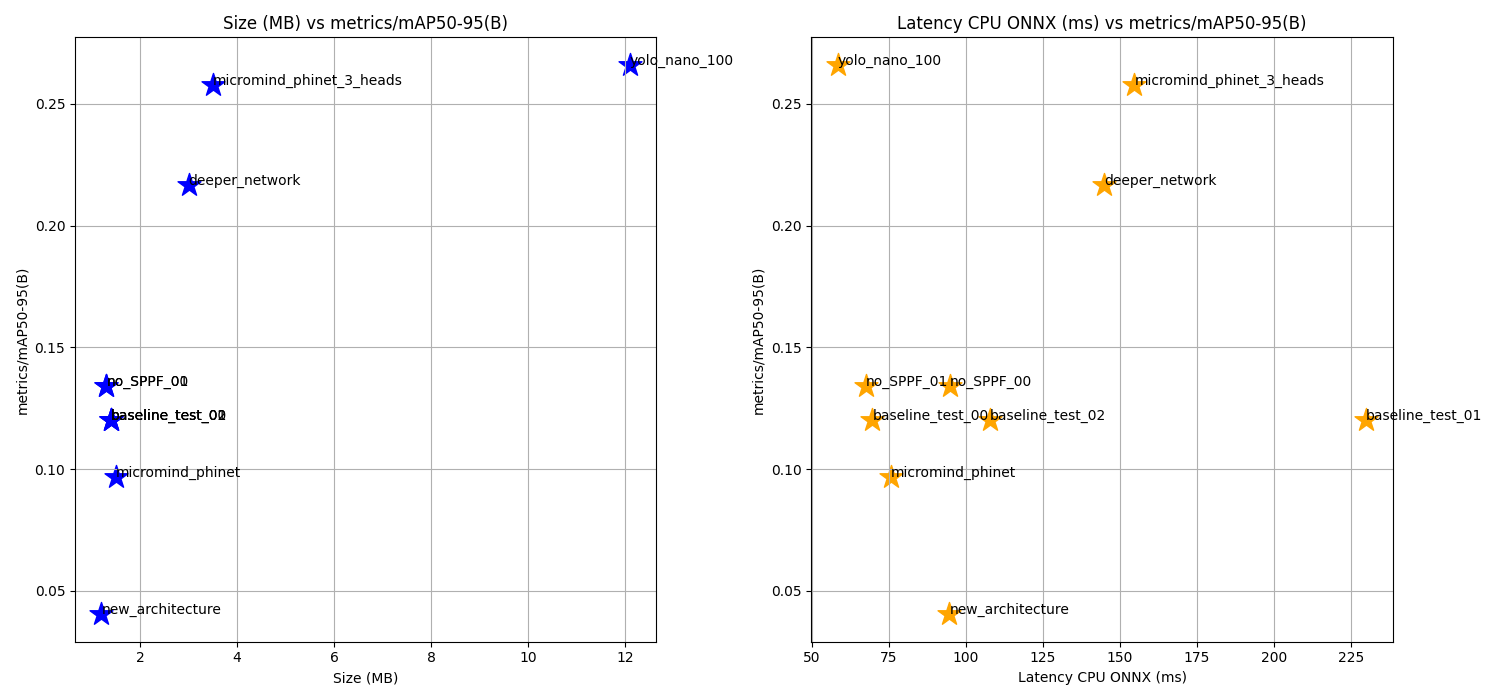 Size (MB) vs metrics/mAP50-95(B)
metrics/mAP50-95(B)
0.25
0.20
0.15
0.10
0.05
yolo_nano_100
micromind_phinet_3_heads
deeper_network
no_SPPF_01
baseline_test_02
micromind_phinet
new_architecture
2 4 6 8 10 12
Size (MB)
Latency CPU ONNX (ms) vs metrics/mAP50-95(B)
metrics/mAP50-95(B)
0.25
0.20
0.15
0.10
0.05
yolo_nano_100
micromind_phinet_3_heads
deeper_network
no_SPPF_01 no_SPPF_00
baseline_test_00 baseline_test_02 baseline_test_01
micromind_phinet
new_architecture
50 75 100 125 150 175 200 225
Latency CPU ONNX (ms)